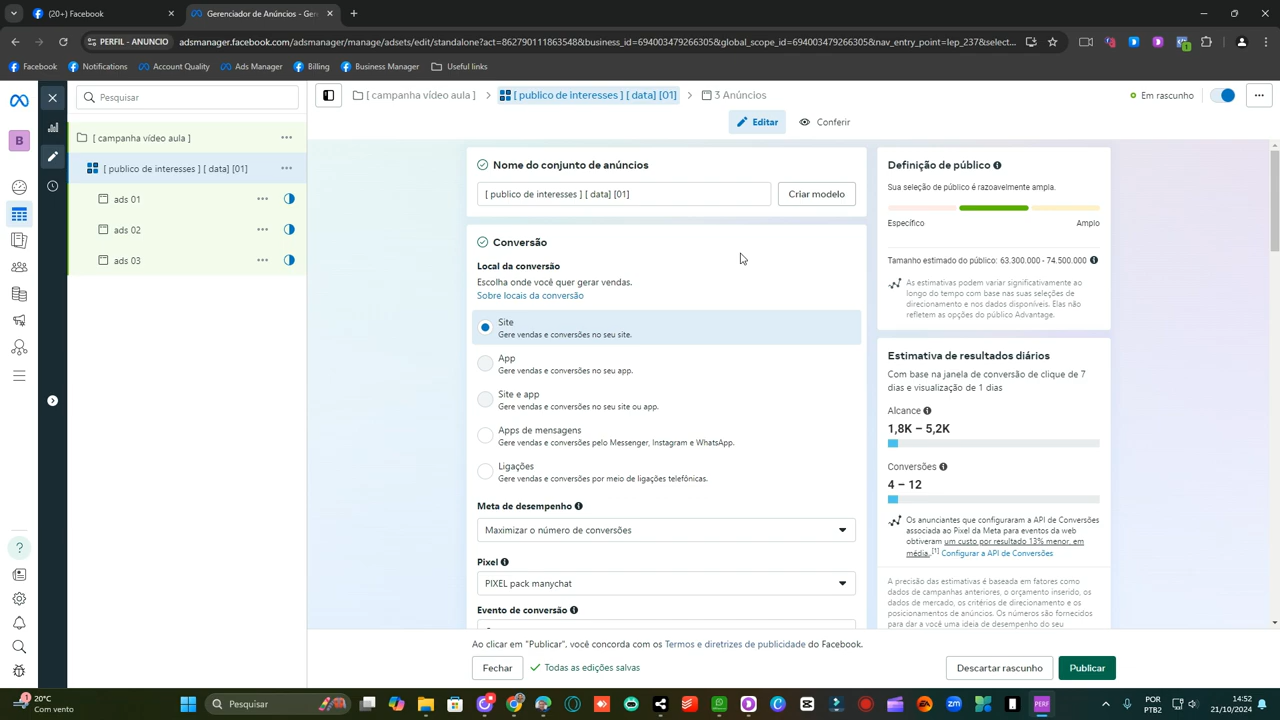 (20+) Facebook
Gerenciador de Anúncios - Ger
PERFIL - ANUNCIO
adsmanager.facebook.com/adsmanager/manage/adsets/edit/standalone?act=862790111863548&business_id=694003479266305&global_scope_id=694003479266305&nav_entry_point=lep_237&select...
Facebook
Notifications
Account Quality
Ads Manager
Billing
Business Manager
Useful links
Pesquisar
[ campanha vídeo aula ]
[ publico de interesses ] [ data] [01]
ads 01
ads 02
ads 03
B
[ campanha vídeo aula ] > [ publico de interesses ] [ data] [01] > 3 Anúncios
Em rascunho
Editar
Conferir
Nome do conjunto de anúncios
[ publico de interesses ] [ data] [01]
Criar modelo
Conversão
Local da conversão
Escolha onde você quer gerar vendas.
Sobre locais da conversão
Site
Gere vendas e conversões no seu site.
App
Gere vendas e conversões no seu app.
Site e app
Gere vendas e conversões no seu site ou app.
Apps de mensagens
Gere vendas e conversões pelo Messenger, Instagram e WhatsApp.
Ligações
Gere vendas e conversões por meio de ligações telefônicas.
Meta de desempenho
Maximizar o número de conversões
Pixel
PIXEL pack manychat
Evento de conversão
Definição de público
Sua seleção de público é razoavelmente ampla.
Específico
Amplo
Tamanho estimado do público: 63.300.000 - 74.500.000
As estimativas podem variar significativamente ao
longo do tempo com base nas suas seleções de
direcionamento e nos dados disponíveis. Elas não
refletem as opções do público Advantage.
Estimativa de resultados diários
Com base na janela de conversão de clique de 7
dias e visualização de 1 dias
Alcance
1,8K – 5,2K
Conversões
4 – 12
Os anunciantes que configuraram a API de Conversões
associada ao Pixel da Meta para eventos da web
obtiveram um custo por resultado 13% menor, em
média.[1] Configurar a API de Conversões
A precisão das estimativas é baseada em fatores como
dados de campanhas anteriores, o orçamento inserido, os
dados de mercado, os critérios de direcionamento e os
posicionamentos de anúncios. Os números são fornecidos
para dar a você uma ideia de desempenho do seu
Ao clicar em "Publicar", você concorda com os Termos e diretrizes de publicidade do Facebook.
Fechar
Todas as edições salvas
Descartar rascunho
Publicar
20°C
Com vento
Pesquisar
PERF
POR
PTB2
14:52
21/10/2024